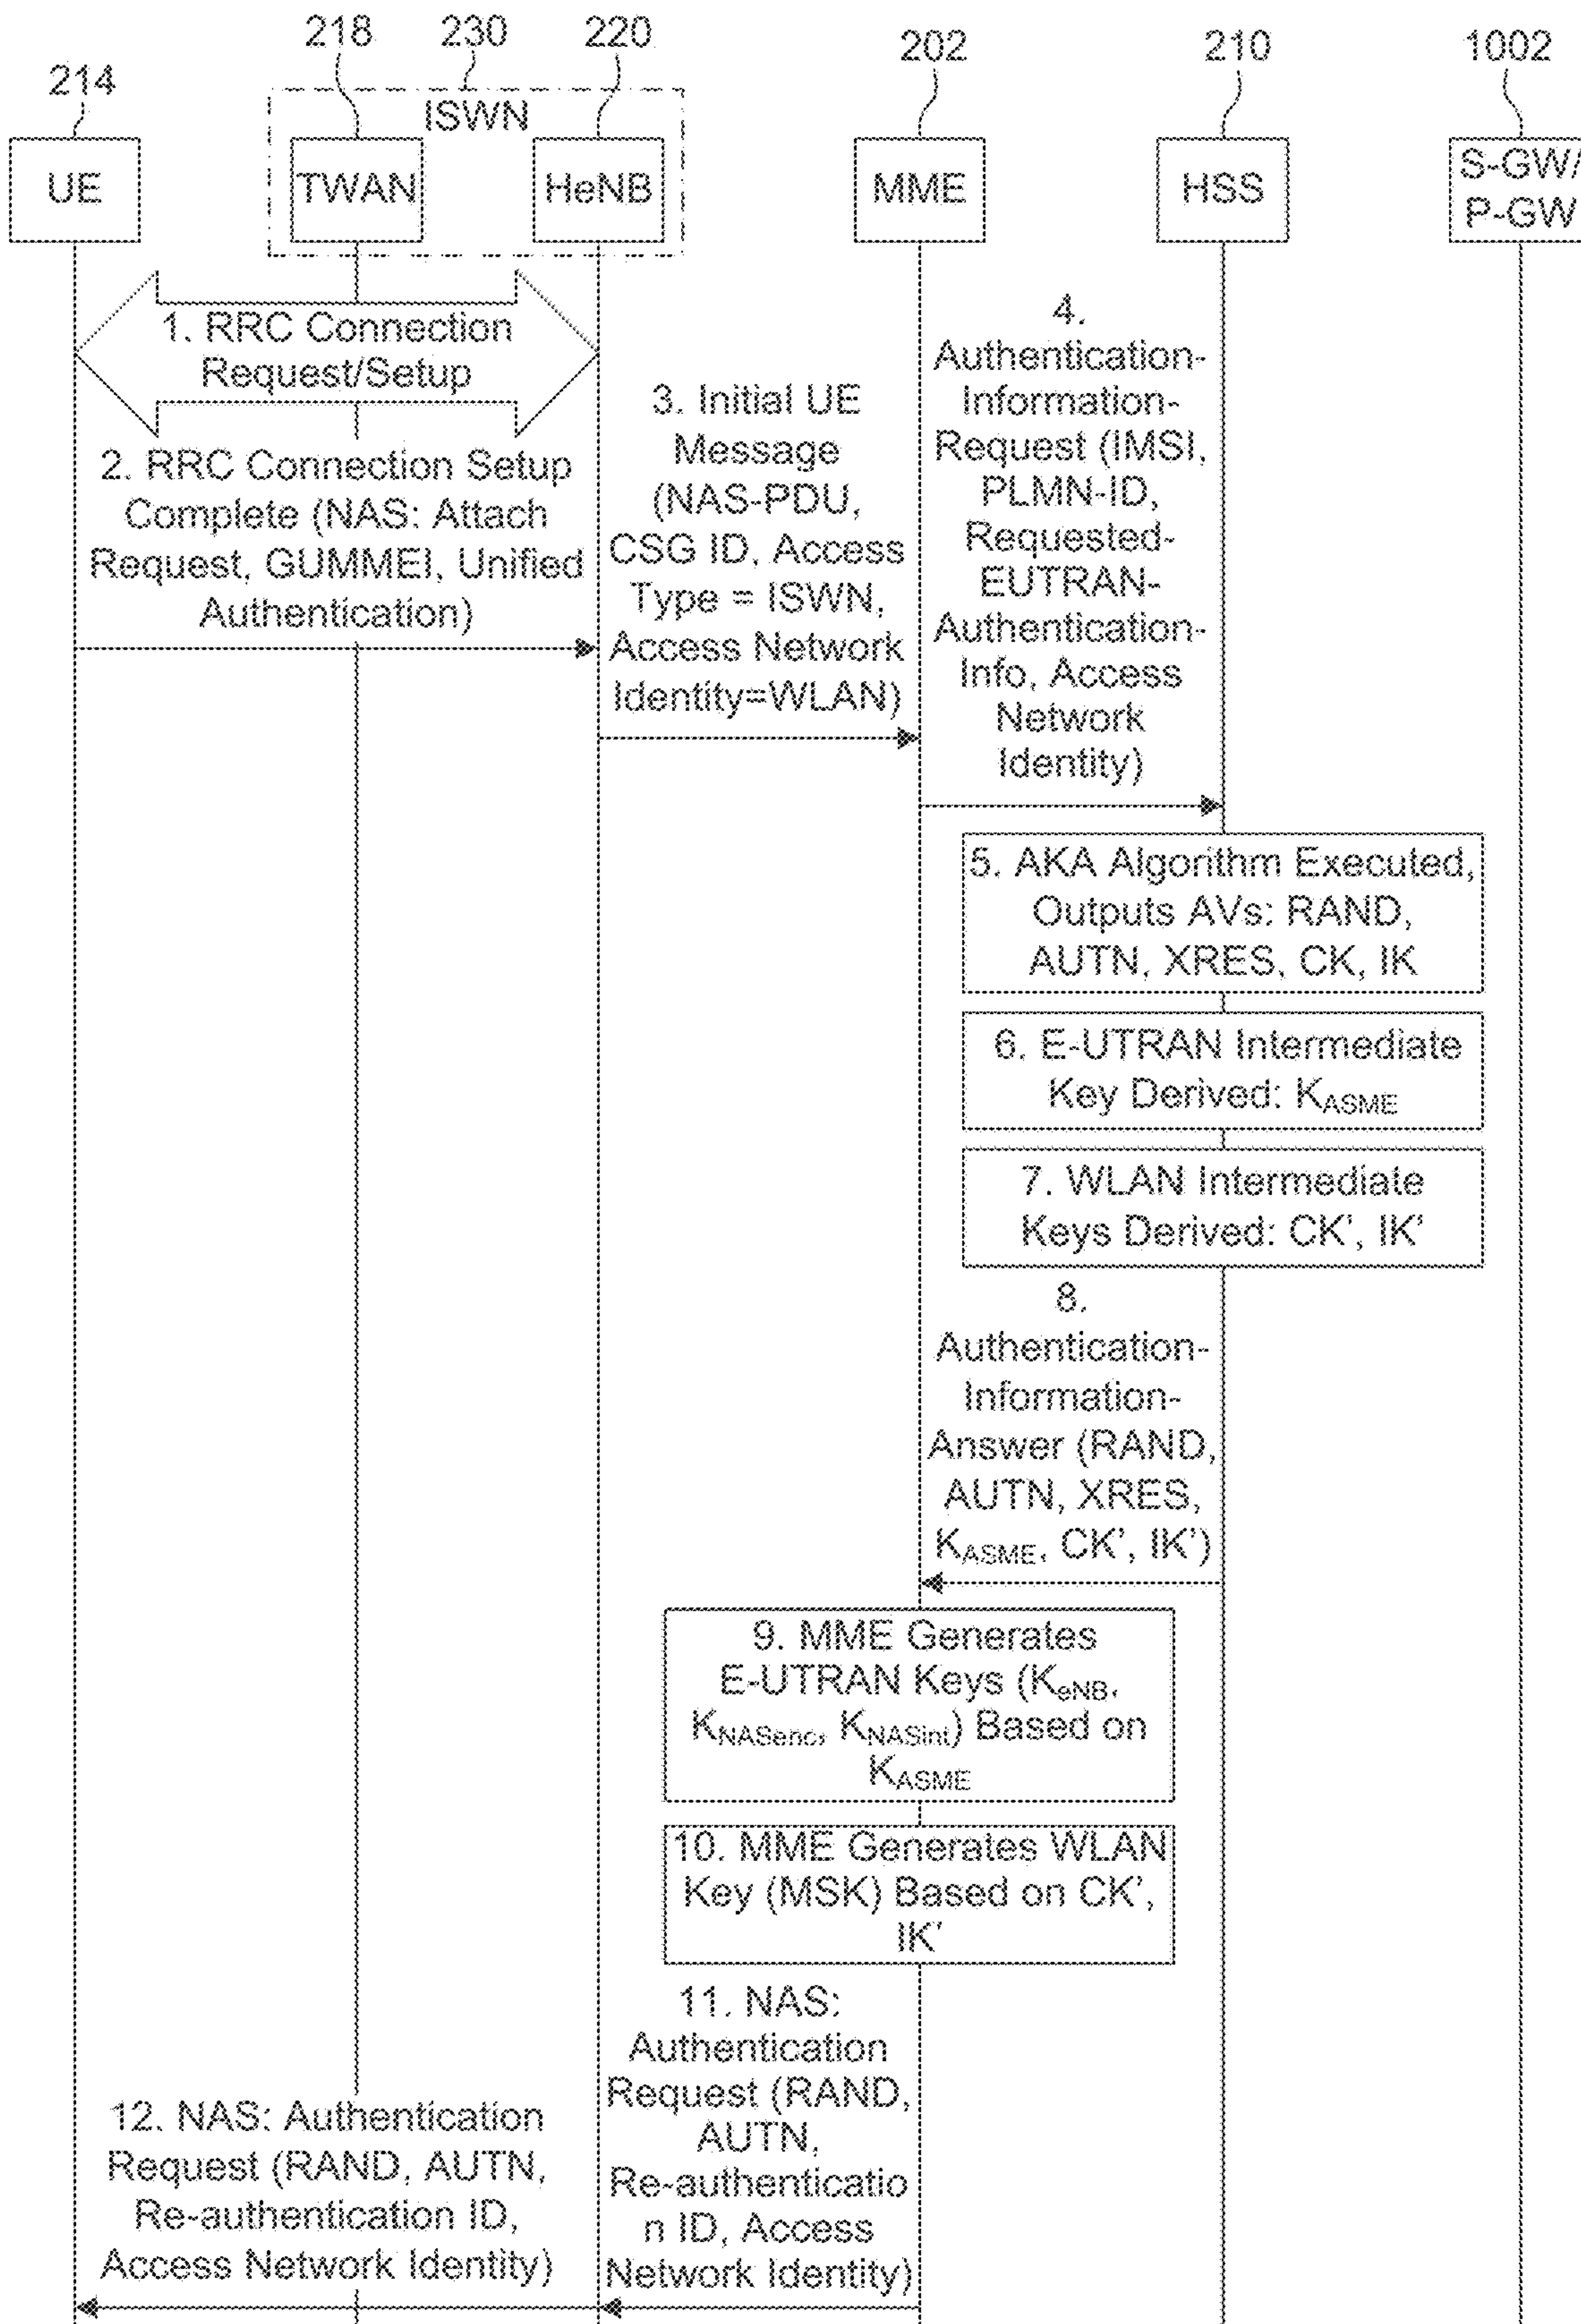 218
230
220
202
210
1002
214
ISWN
UE
TWAN
HeNB
MME
HSS
S-GW/
P-GW
1. RRC Connection
Request/Setup
2. RRC Connection Setup
Complete (NAS: Attach
Request, GUMMEI, Unified
Authentication)
3. Initial UE
Message
(NAS-PDU,
CSG ID, Access
Type = ISWN,
Access Network
Identity=WLAN)
4.
Authentication-
Information-
Request (IMSI,
PLMN-ID,
Requested-
EUTRAN-
Authentication-
Info, Access
Network
Identity)
5. AKA Algorithm Executed,
Outputs AVs: RAND,
AUTN, XRES, CK, IK
6. E-UTRAN Intermediate
Key Derived: KASME
7. WLAN Intermediate
Keys Derived: CK’, IK’
8.
Authentication-
Information-
Answer (RAND,
AUTN, XRES,
KASME, CK’, IK’)
9. MME Generates
E-UTRAN Keys (KeNB,
KNASenc, KNASint) Based on
KASME
10. MME Generates WLAN
Key (MSK) Based on CK’,
IK’
11. NAS:
Authentication
Request (RAND,
AUTN,
Re-authenticatio
n ID, Access
Network Identity)
12. NAS: Authentication
Request (RAND, AUTN,
Re-authentication ID,
Access Network Identity)